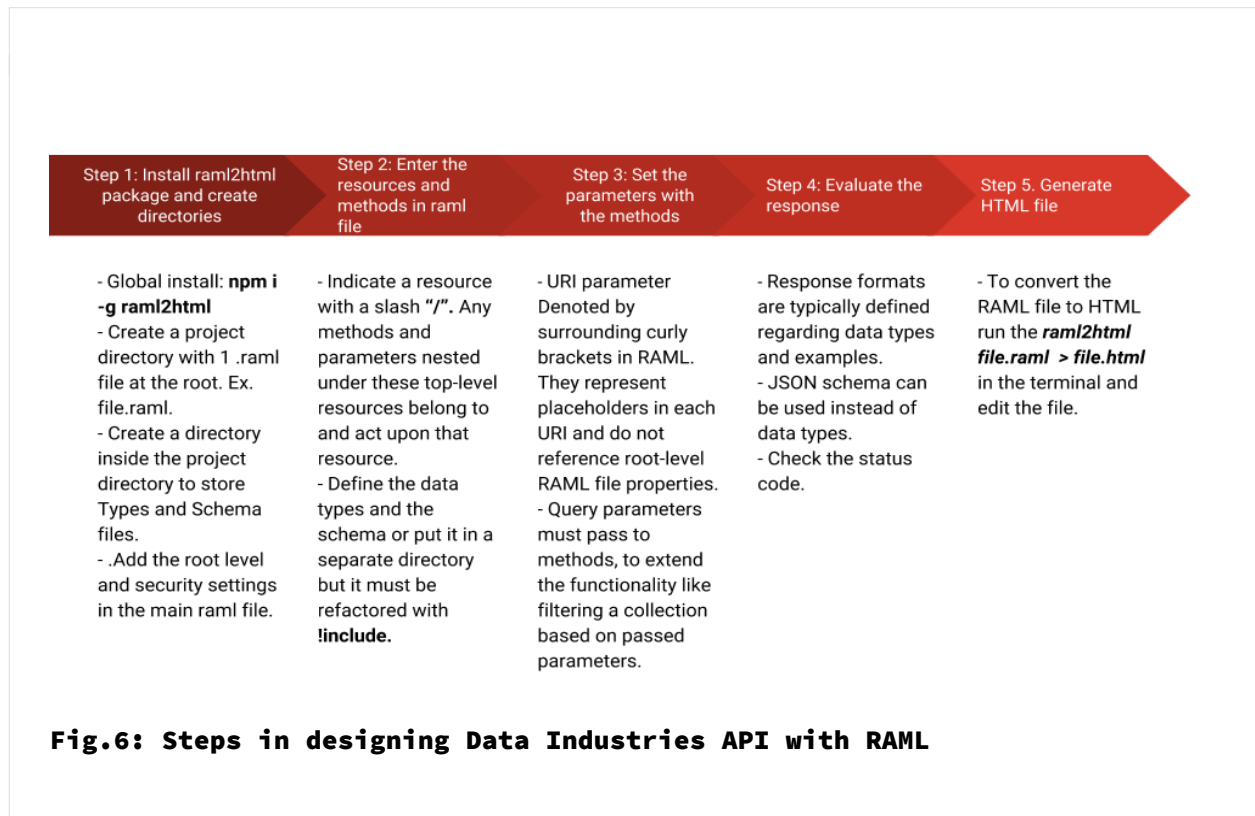 Step 1: Install raml2html
package and create
directories
Step 2: Enter the
resources and
methods in raml
file
Step 3: Set the
parameters with
the methods
Step 4: Evaluate the
response
Step 5. Generate
HTML file
- Global install: npm i
-g raml2html
- Create a project
directory with 1 .raml
file at the root. Ex.
file.raml.
- Create a directory
inside the project
directory to store
Types and Schema
files.
- .Add the root level
and security settings
in the main raml file.
- Indicate a resource
with a slash “/”. Any
methods and
parameters nested
under these top-level
resources belong to
and act upon that
resource.
- Define the data
types and the
schema or put it in a
separate directory
but it must be
refactored with
!include.
- URI parameter
Denoted by
surrounding curly
brackets in RAML.
They represent
placeholders in each
URI and do not
reference root-level
RAML file properties.
- Query parameters
must pass to
methods, to extend
the functionality like
filtering a collection
based on passed
parameters.
- Response formats
are typically defined
regarding data types
and examples.
- JSON schema can
be used instead of
data types.
- Check the status
code.
- To convert the
RAML file to HTML
run the raml2html
file.raml > file.html
in the terminal and
edit the file.
Fig.6: Steps in designing Data Industries API with RAML